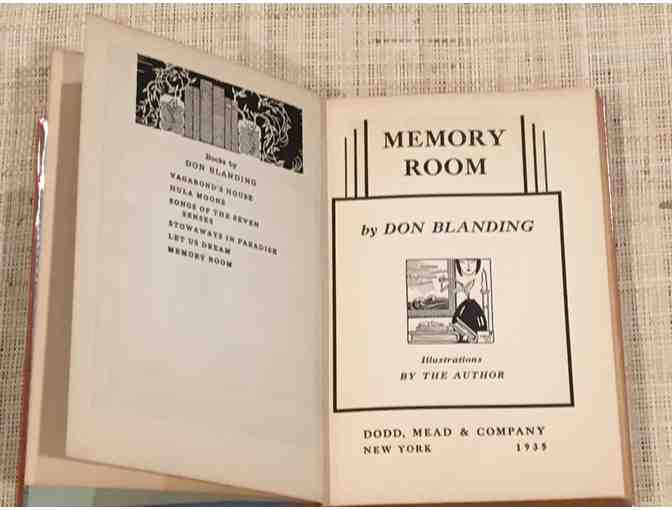 Books by
DON BLANDING
VAGABOND'S HOUSE
HULA MOONS
SONGS OF THE SEVEN
SENSES
STOWAWAYS IN PARADISE
LET US DREAM
MEMORY ROOM
MEMORY
ROOM
by DON BLANDING
Illustrations
BY THE AUTHOR
DODD, MEAD & COMPANY
NEW YORK 1935